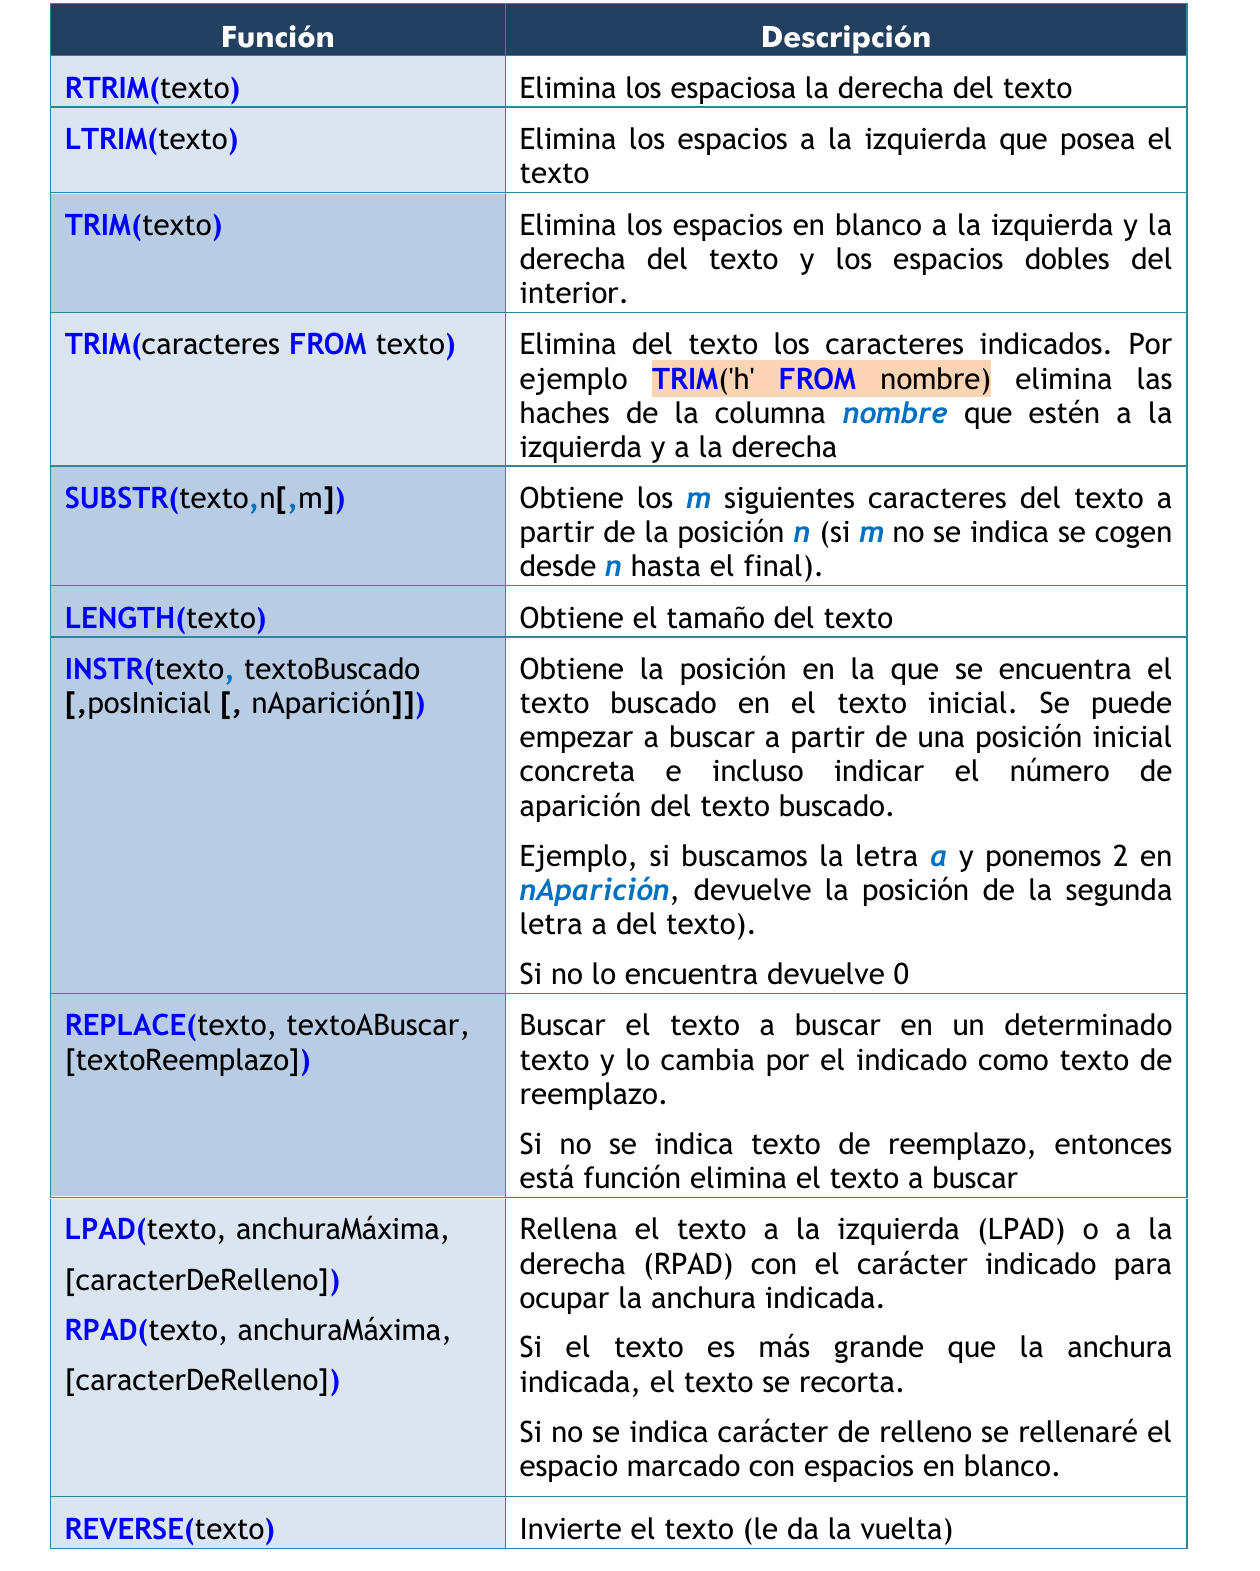 Función Descripción
RTRIM(texto) Elimina los espaciosa la derecha del texto
LTRIM(texto) Elimina los espacios a la izquierda que posea el
texto
TRIM(texto) Elimina los espacios en blanco a la izquierda y la
derecha del texto y los espacios dobles del
interior.
TRIM(caracteres FROM texto) Elimina del texto los caracteres indicados. Por
ejemplo TRIM('h' FROM nombre) elimina las
haches de la columna nombre que estén a la
izquierda y a la derecha
SUBSTR(texto,n[,m]) Obtiene los m siguientes caracteres del texto a
partir de la posición n (si m no se indica se cogen
desde n hasta el final).
LENGTH(texto) Obtiene el tamaño del texto
INSTR(texto, textoBuscado
[,posInicial [, nAparición]])
Obtiene la posición en la que se encuentra el
texto buscado en el texto inicial. Se puede
empezar a buscar a partir de una posición inicial
concreta e incluso indicar el número de
aparición del texto buscado.
Ejemplo, si buscamos la letra a y ponemos 2 en
nAparición, devuelve la posición de la segunda
letra a del texto).
Si no lo encuentra devuelve 0
REPLACE(texto, textoABuscar,
[textoReemplazo])
Buscar el texto a buscar en un determinado
texto y lo cambia por el indicado como texto de
reemplazo.
Si no se indica texto de reemplazo, entonces
está función elimina el texto a buscar
LPAD(texto, anchuraMáxima,
[caracterDeRelleno])
RPAD(texto, anchuraMáxima,
[caracterDeRelleno])
Rellena el texto a la izquierda (LPAD) o a la
derecha (RPAD) con el carácter indicado para
ocupar la anchura indicada.
Si el texto es más grande que la anchura
indicada, el texto se recorta.
Si no se indica carácter de relleno se rellenaré el
espacio marcado con espacios en blanco.
REVERSE(texto) Invierte el texto (le da la vuelta)